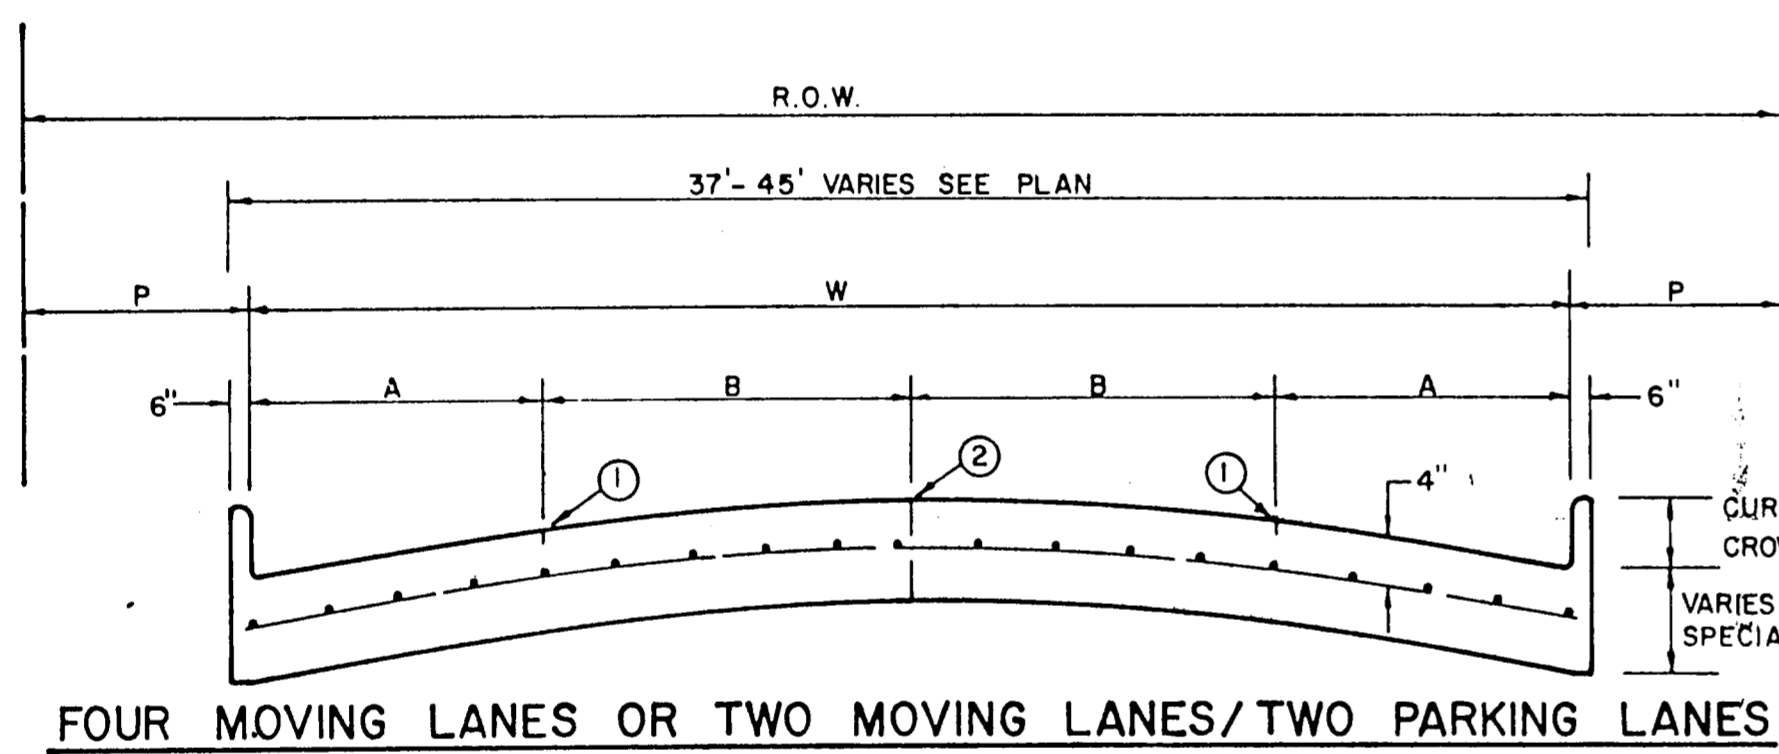 R.O.W.
37'- 45' VARIES SEE PLAN
P W P
6" A B B A 6"
1 2 1 4"
CUR
CRO
VARIES
SPECIA
FOUR MOVING LANES OR TWO MOVING LANES/TWO PARKING LANES